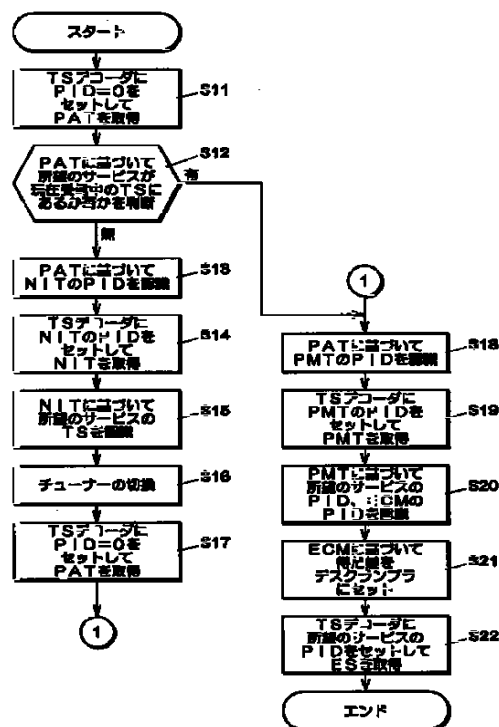 スタート
TSデコーダに
PID=0を
セットして
PATを取得
S11
S12
PATに基づいて
所望のサービスが
現在受信中のTSに
あるか否かを判断
有
無
PATに基づいて
NITのPIDを認識
S13
TSデコーダに
NITのPIDを
セットして
NITを取得
S14
NITに基づいて
所望のサービスの
TSを認識
S15
チューナーの切換
S16
TSデコーダに
PID=0を
セットして
PATを取得
S17
1
1
PATに基づいて
PMTのPIDを認識
S18
TSデコーダに
PMTのPIDを
セットして
PMTを取得
S19
PMTに基づいて
所望のサービスの
PID、ECMの
PIDを認識
S20
ECMに基づいて
を
デスクランブラ
にセット
S21
TSデコーダに
所望のサービスの
PIDをセットして
ESを取得
S22
エンド